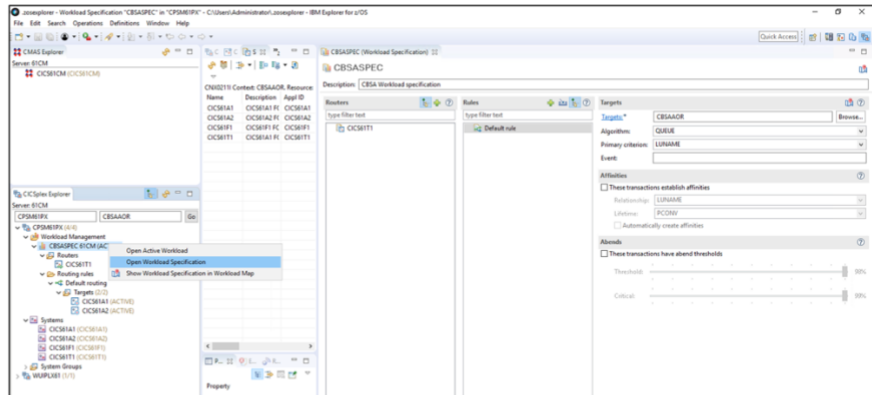 zosexplorer - Workload Specification "CBSASPEC" in "CPSM61PX" - C:\Users\Administrator\.zosexplorer - IBM Explorer for z/OS
File Edit Search Operations Definitions Window Help
Quick Access
CMAS Explorer
Server: 61CM
CICS61CM (CICS61CM)
CICSplex Explorer
Server: 61CM
CPSM61PX CBSAAOR Go
CPSM61PX (4/4)
Workload Management
CBSASPEC 61CM (AC
Routers
CICS61T1
Routing rules
Default routing
Targets (2/2)
CICS61A1 (ACTIVE)
CICS61A2 (ACTIVE)
Systems
CICS61A1 (CICS61A1)
CICS61A2 (CICS61A2)
CICS61F1 (CICS61F1)
CICS61T1 (CICS61T1)
System Groups
WUIPLX61 (1/1)
Open Active Workload
Open Workload Specification
Show Workload Specification in Workload Map
CNX0211I Context: CBSAAOR. Resource:
Name Description Appl ID
CICS61A1 CICS61A1 F( CICS61A1
CICS61A2 CICS61A2 F( CICS61A2
CICS61F1 CICS61F1 FC CICS61F1
CICS61T1 CICS61A1 F( CICS61T1
Property
CBSASPEC (Workload Specification)
CBSASPEC
Description: CBSA Workload specification
Routers
type filter text
CICS61T1
Rules
type filter text
Default rule
Targets
Targets:* CBSAAOR Browse...
Algorithm: QUEUE
Primary criterion: LUNAME
Event:
Affinities
These transactions establish affinities
Relationship: LUNAME
Lifetime: PCONV
Automatically create affinities
Abends
These transactions have abend thresholds
Threshold: 98%
Critical: 99%